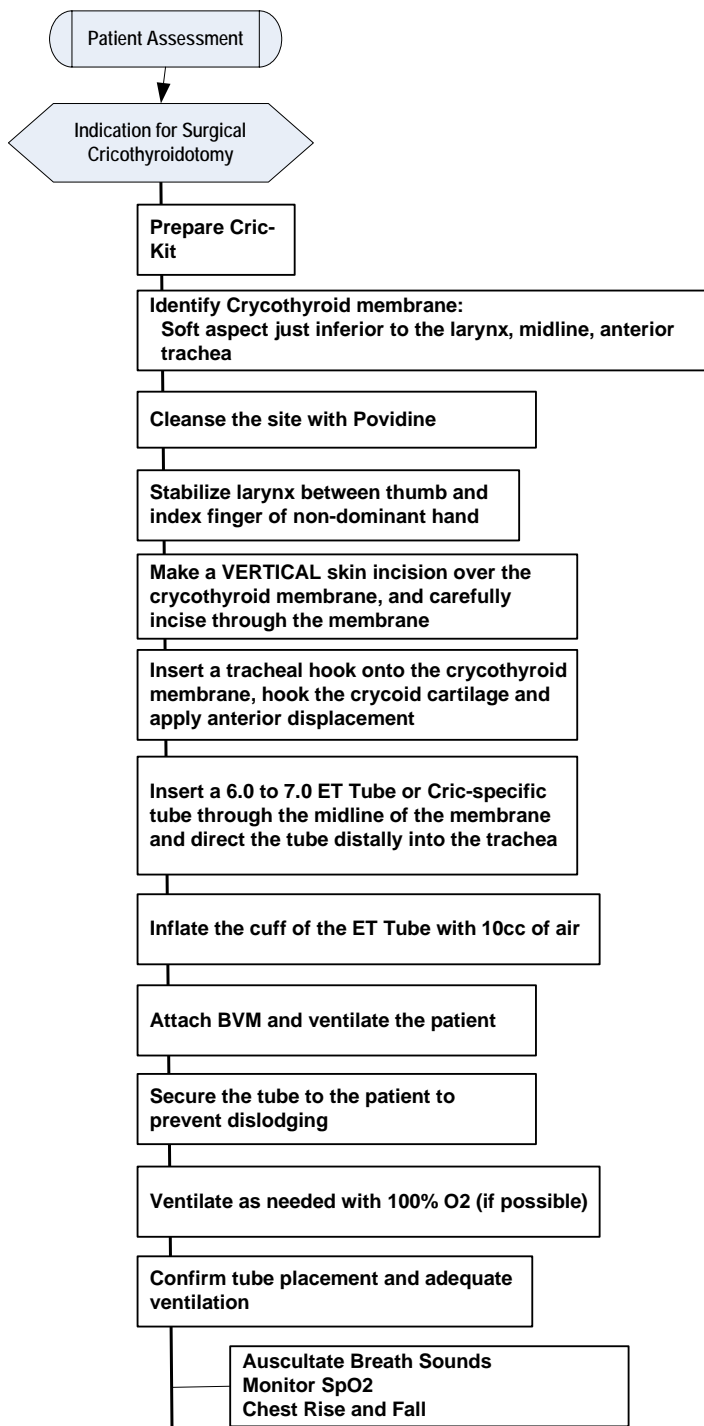 Patient Assessment
Indication for Surgical
Cricothyroidotomy
Prepare Cric-
Kit
Identify Crycothyroid membrane:
Soft aspect just inferior to the larynx, midline, anterior
trachea
Cleanse the site with Povidine
Stabilize larynx between thumb and
index finger of non-dominant hand
Make a VERTICAL skin incision over the
crycothyroid membrane, and carefully
incise through the membrane
Insert a tracheal hook onto the crycothyroid
membrane, hook the crycoid cartilage and
apply anterior displacement
Insert a 6.0 to 7.0 ET Tube or Cric-specific
tube through the midline of the membrane
and direct the tube distally into the trachea
Inflate the cuff of the ET Tube with 10cc of air
Attach BVM and ventilate the patient
Secure the tube to the patient to
prevent dislodging
Ventilate as needed with 100% O2 (if possible)
Confirm tube placement and adequate
ventilation
Auscultate Breath Sounds
Monitor SpO2
Chest Rise and Fall